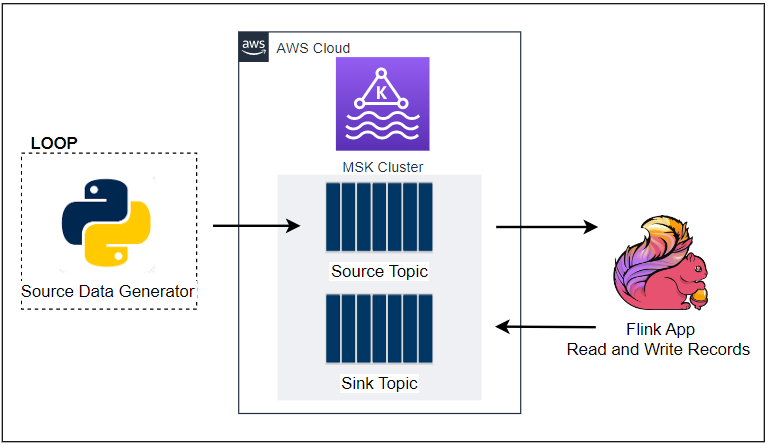 aws
AWS Cloud
K
MSK Cluster
LOOP
Source Data Generator
Source Topic
Sink Topic
Flink App
Read and Write Records